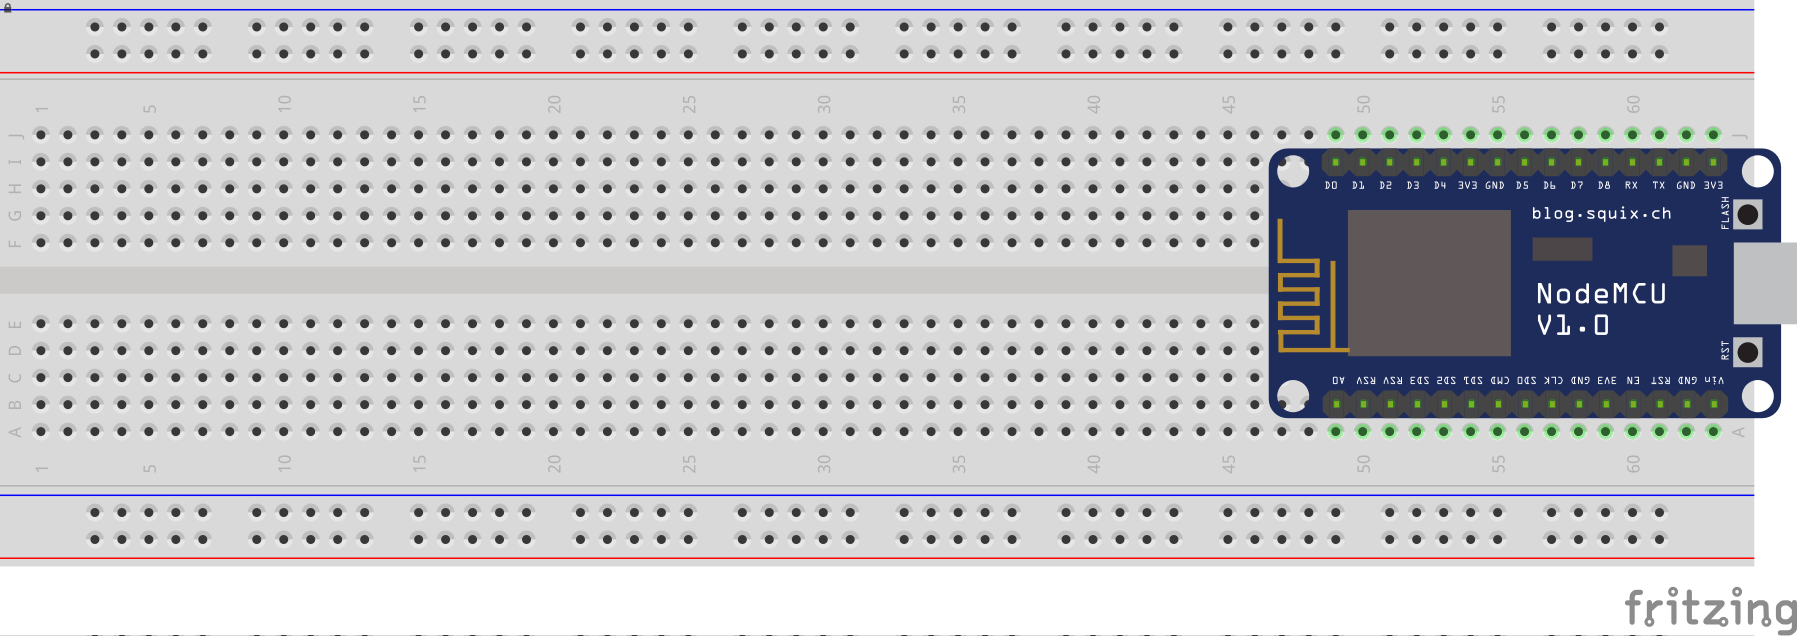 1 5 10 15 20 25 30 35 40 45 50 55 60
J J
I
H
G
F
D0 D1 D2 D3 D4 3V3 GND D5 D6 D7 D8 RX TX GND 3V3
FLASH
blog.squix.ch
NodeMCU
V1.0
RST
E
D
C
B
A A
A0 RSV RSV SD3 SD2 SD1 CMD SD0 CLK GND 3V3 EN RST GND Vin
1 5 10 15 20 25 30 35 40 45 50 55 60
fritzing